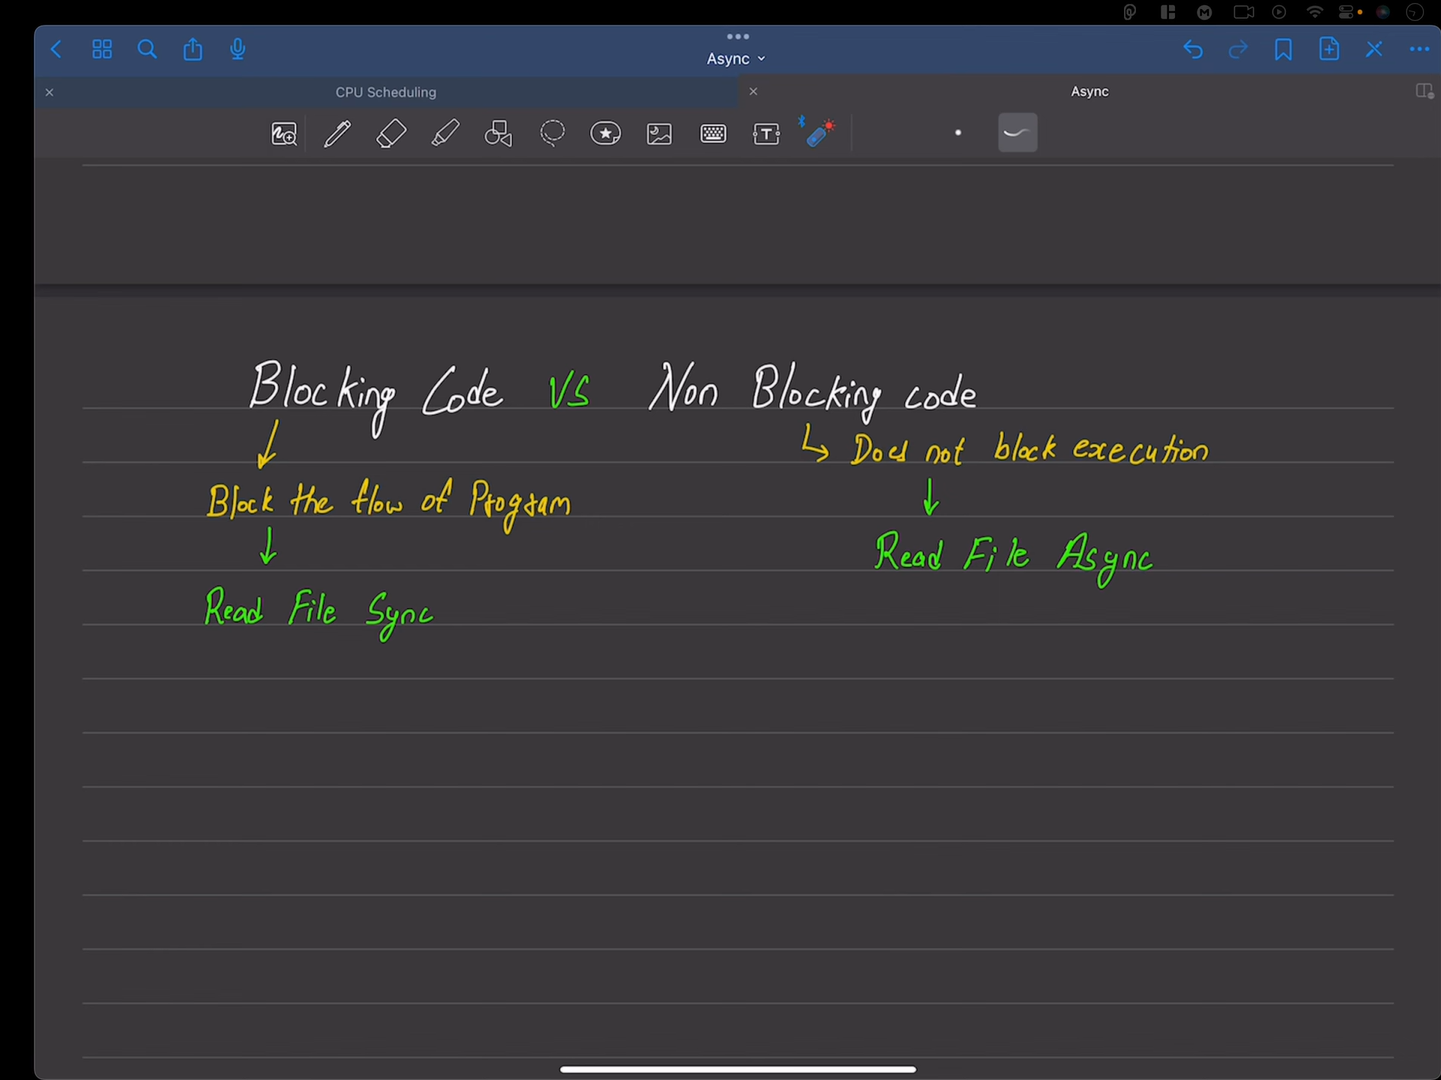 Async
CPU Scheduling
Async
Blocking Code VS Non Blocking code
Does not block execution
Block the flow of Program
Read File Async
Read File Sync